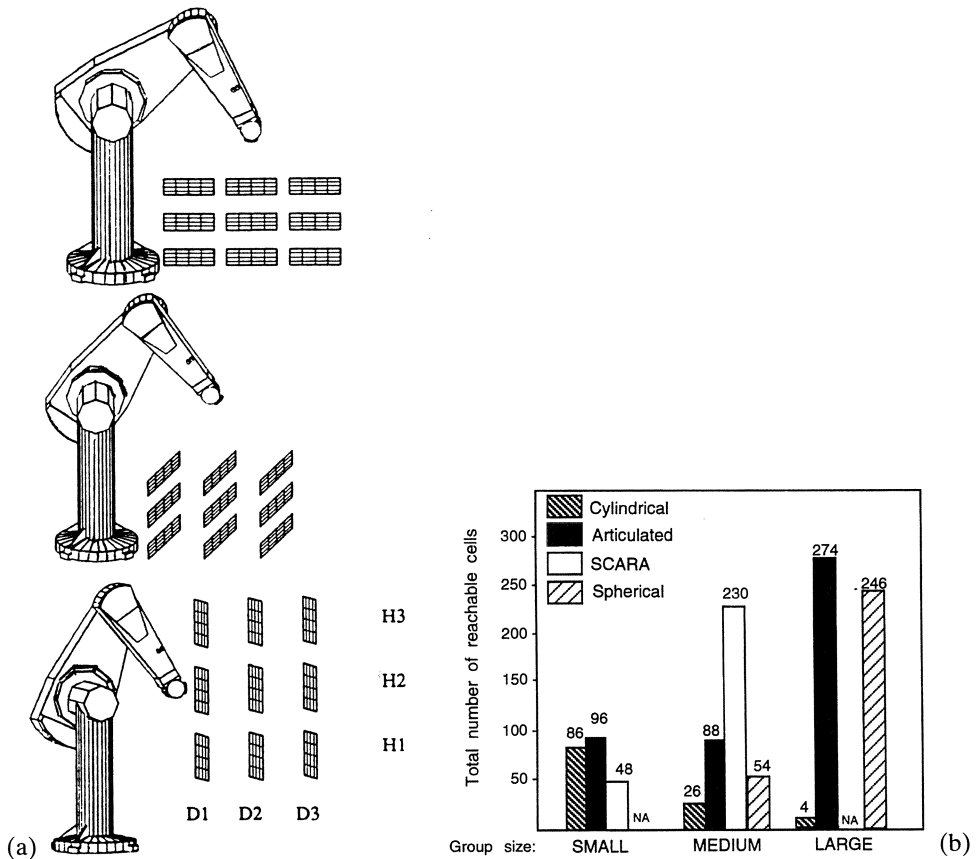 H3
H2
H1
D1 D2 D3
(a)
Total number of reachable cells
300
250
200
150
100
50
Cylindrical
Articulated
SCARA
Spherical
86
96
48
NA
26
88
230
54
4
274
NA
246
Group size: SMALL MEDIUM LARGE
(b)